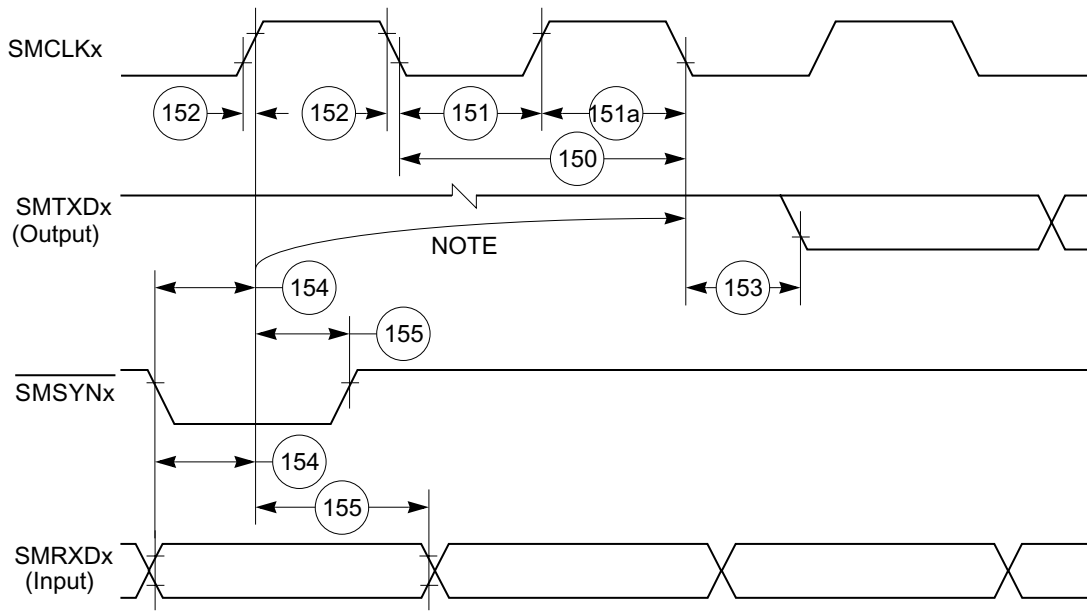 SMCLKx
152
152
151
151a
150
SMTXDx
(Output)
NOTE
154
153
155
SMSYNx
154
155
SMRXDx
(Input)